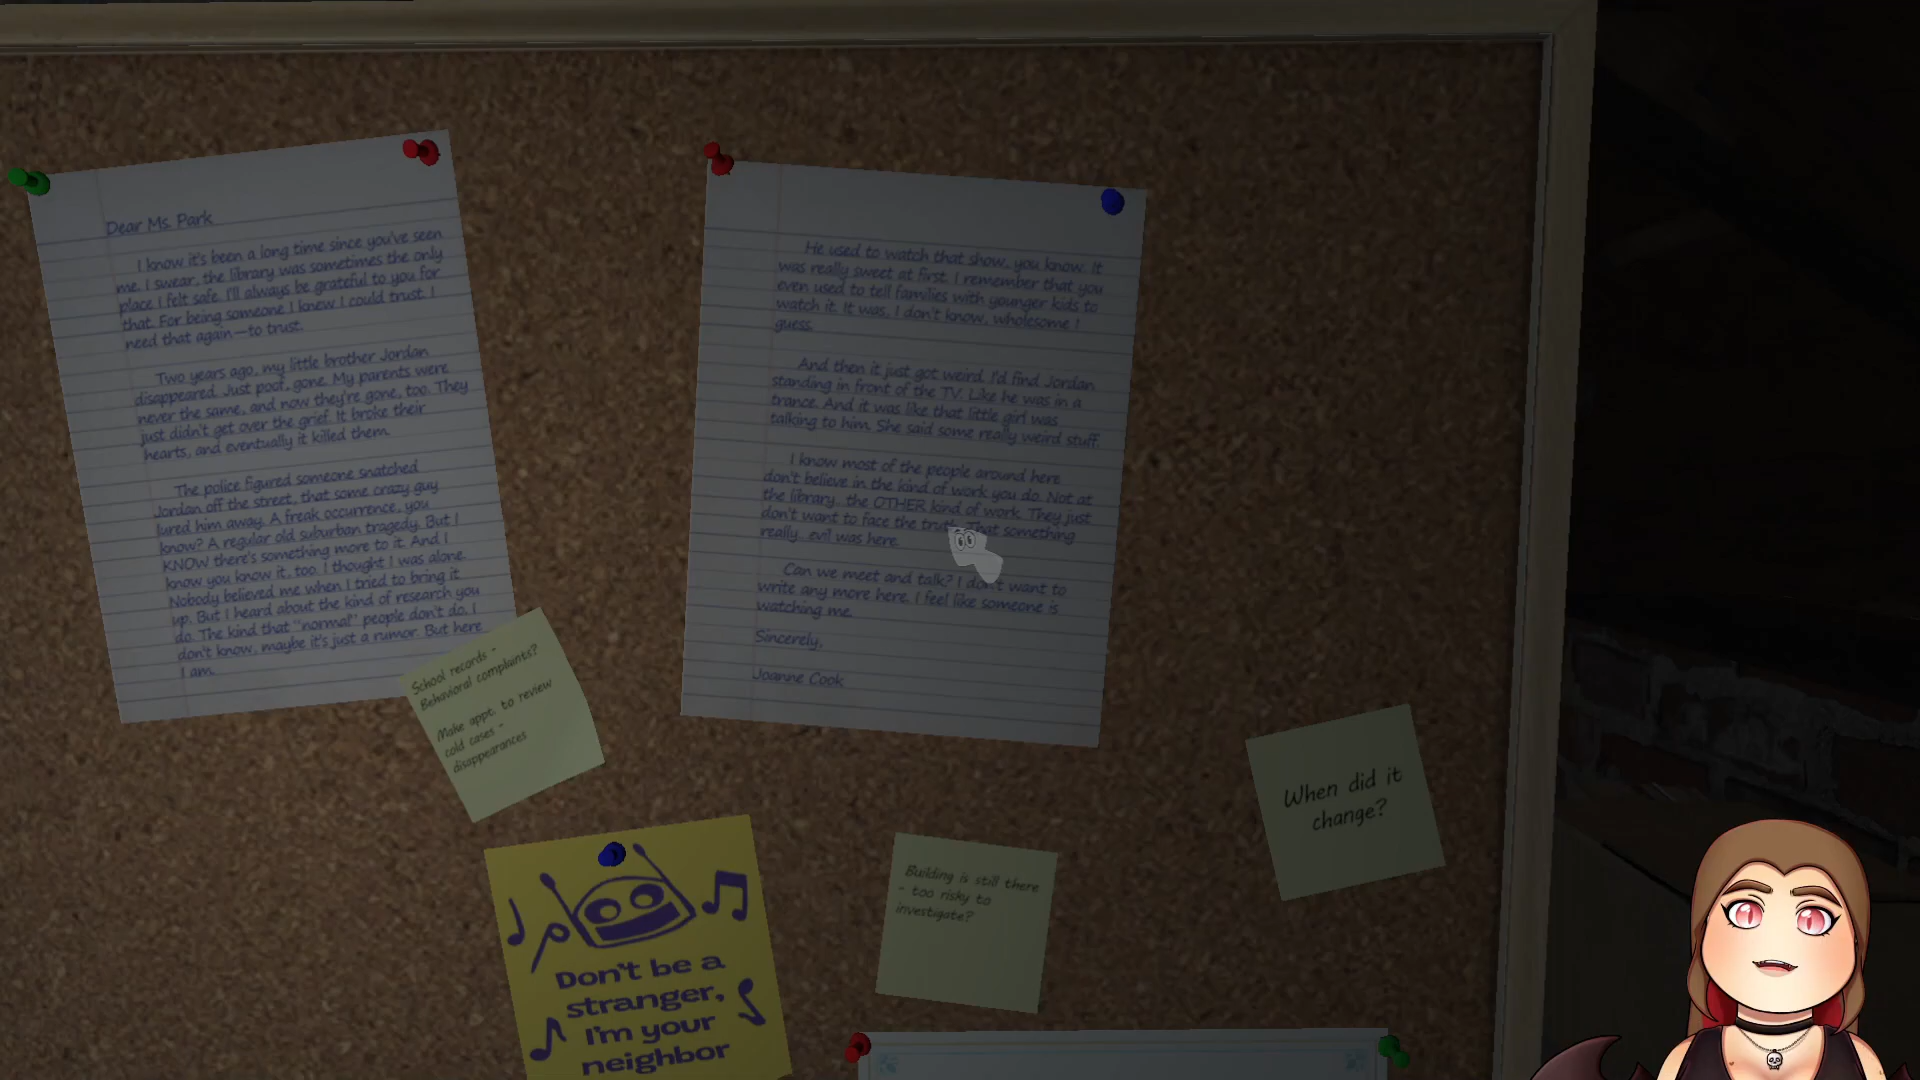 Dear Ms. Park
I know it's been a long time since you've seen
me. I swear, the library was sometimes the only
place I felt safe. I'll always be grateful to you for
that. For being someone I knew I could trust. I
need that again—to trust.
Two years ago, my little brother Jordan
disappeared. Just poof, gone. My parents were
never the same, and now they're gone, too. They
just didn't get over the grief. It broke their
hearts, and eventually it killed them.
The police figured someone snatched
Jordan off the street, that some crazy guy
lured him away. A freak occurrence, you
know? A regular old suburban tragedy. But I
KNOW there's something more to it. And I
know you know it, too. I thought I was alone.
Nobody believed me when I tried to bring it
up. But I heard about the kind of research you
do. The kind that "normal" people don't do. I
don't know, maybe it's just a rumor. But here
I am.
He used to watch that show, you know. It
was really sweet at first. I remember that you
even used to tell families with younger kids to
watch it. It was, I don't know, wholesome I
guess.
And then it just got weird. I'd find Jordan
standing in front of the TV. Like he was in a
trance. And it was like that little girl was
talking to him. She said some really weird stuff.
I know most of the people around here
don't believe in the kind of work you do. Not at
the library.. the OTHER kind of work. They just
don't want to face the truth. That something
really.. evil was here.
Can we meet and talk? I don't want to
write any more here. I feel like someone is
watching me.
Sincerely,
Joanne Cook
School records -
Behavioral complaints?
Make appt. to review
cold cases -
disappearances
Don't be a
stranger,
I'm your
neighbor
Building is still there
- too risky to
investigate?
When did it
change?